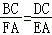 BC/FA = DC/EA